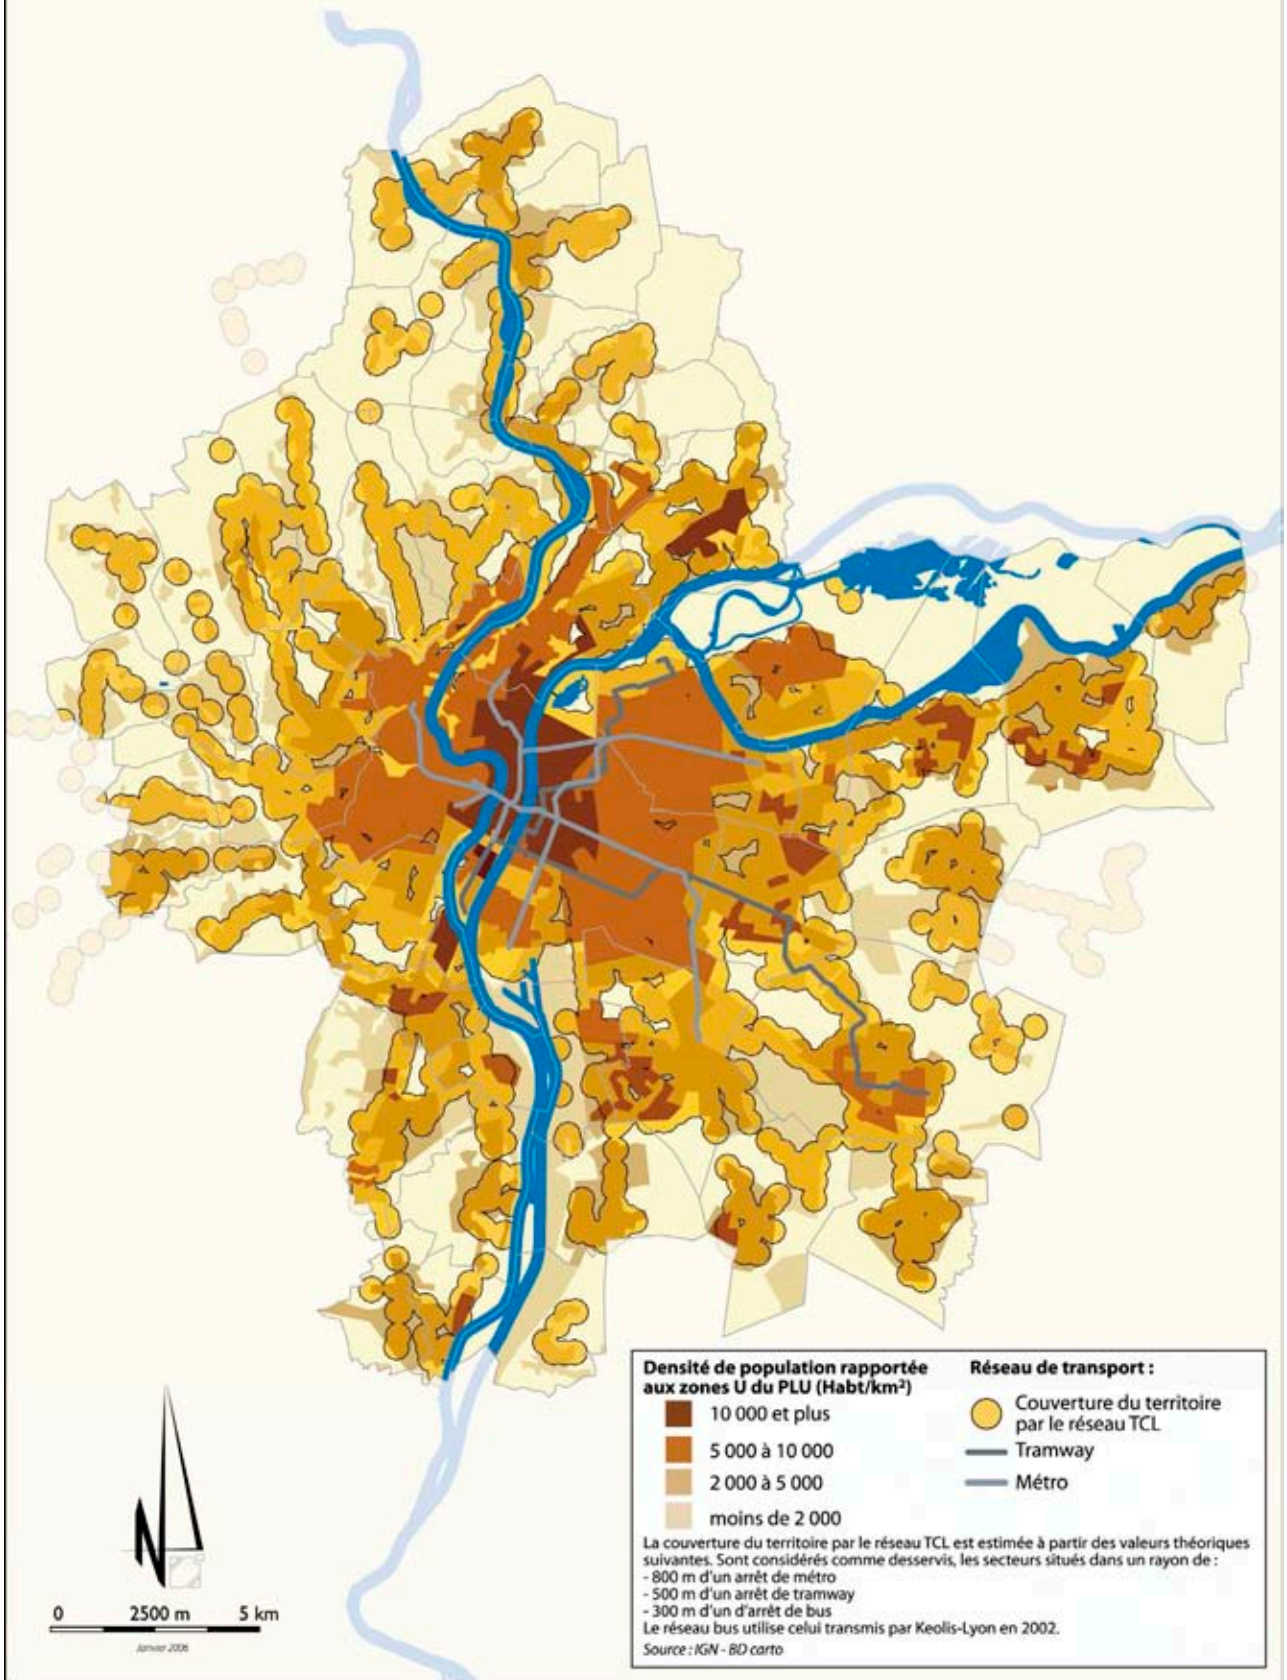 Densité de population rapportée
aux zones U du PLU (Habt/km²)
10 000 et plus
5 000 à 10 000
2 000 à 5 000
moins de 2 000
Réseau de transport :
Couverture du territoire
par le réseau TCL
Tramway
Métro
La couverture du territoire par le réseau TCL est estimée à partir des valeurs théoriques
suivantes. Sont considérés comme desservis, les secteurs situés dans un rayon de :
- 800 m d'un arrêt de métro
- 500 m d'un arrêt de tramway
- 300 m d'un d'arrêt de bus
Le réseau bus utilise celui transmis par Keolis-Lyon en 2002.
Source : IGN - BD carto
N
0 2500 m 5 km
Janvier 2006